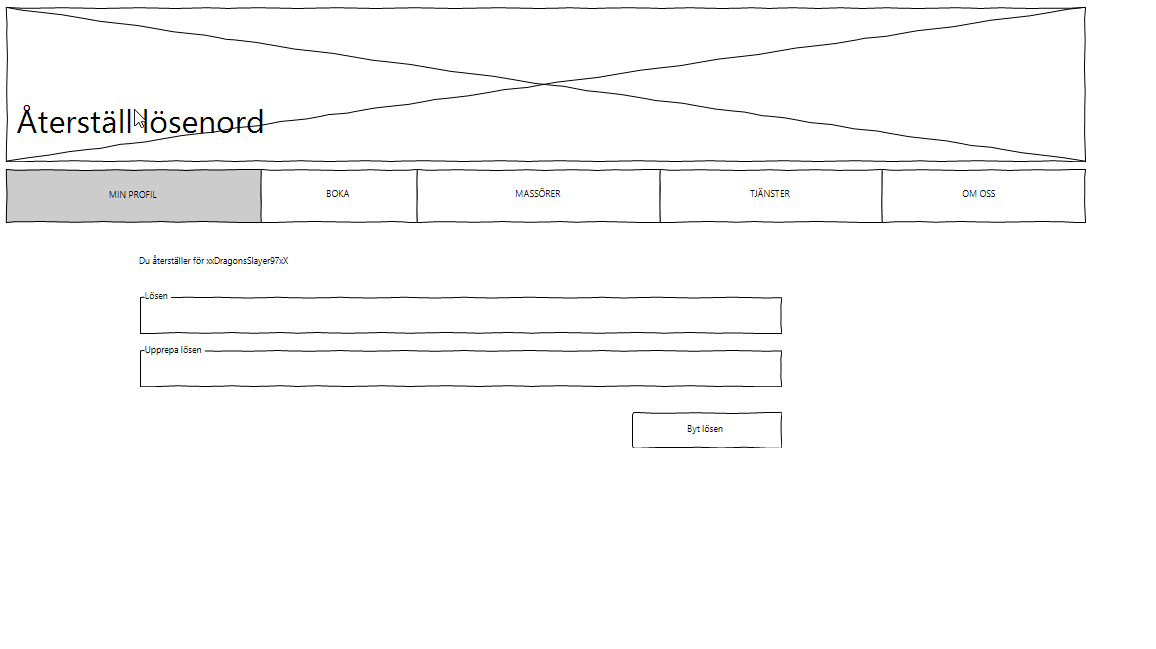 Återställ lösenord
MIN PROFIL BOKA MASSÖRER TJÄNSTER OM OSS
Du återställer för xxDragonsSlayer97xX
Lösen
Upprepa lösen
Byt lösen